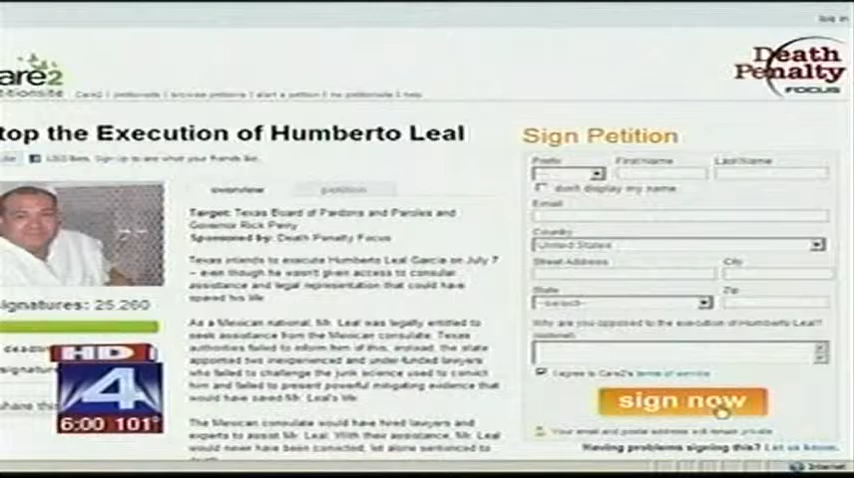 log in
are2
Death
Penalty
FOCUS
titionsite
Care2 | petitionsite | browse petitions | start a petition | my petitionsite | help
top the Execution of Humberto Leal
Sign Petition
Sign Up to see what your friends like.
Prefix
First Name
Last Name
overview
petition
don't display my name
Target: Texas Board of Pardons and Paroles and
Governor Rick Perry
Sponsored by: Death Penalty Focus
Email
Country
United States
Street Address
City
State
Zip
--select--
Texas intends to execute Humberto Leal Garcia on July 7
– even though he wasn't given access to consular
assistance and legal representation that could have
spared his life.
signatures: 25,260
As a Mexican national, Mr. Leal was legally entitled to
seek assistance from the Mexican consulate. Texas
authorities failed to inform him of this, instead, the state
appointed two inexperienced and under-funded lawyers
who failed to challenge the junk science used to convict
him and failed to present powerful mitigating evidence that
would have saved Mr. Leal's life.
Why are you opposed to the execution of Humberto Leal?
(optional)
I agree to Care2's terms of service
sign now
Your email and postal address will remain private
Having problems signing this? Let us know.
The Mexican consulate would have hired lawyers and
experts to assist Mr. Leal. With their assistance, Mr. Leal
would never have been convicted, let alone sentenced to
signature
share this
HD
4
6:00 101°
Internet